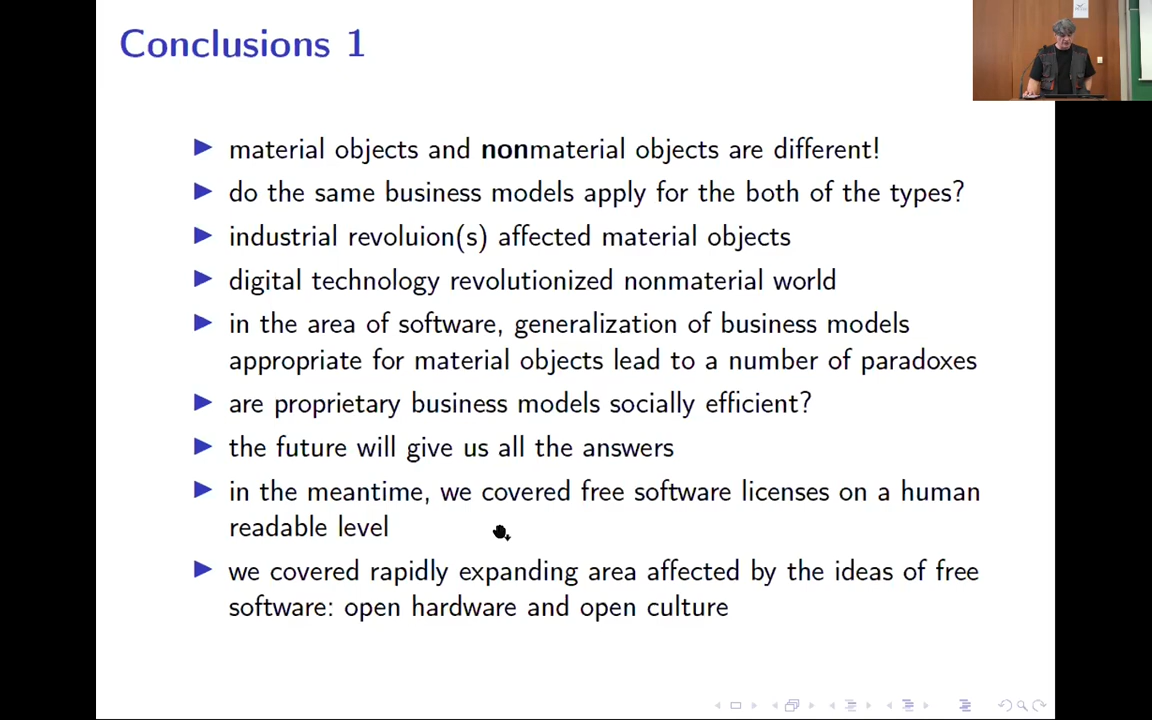 Conclusions 1
material objects and nonmaterial objects are different!
do the same business models apply for the both of the types?
industrial revoluion(s) affected material objects
digital technology revolutionized nonmaterial world
in the area of software, generalization of business models
appropriate for material objects lead to a number of paradoxes
are proprietary business models socially efficient?
the future will give us all the answers
in the meantime, we covered free software licenses on a human
readable level
we covered rapidly expanding area affected by the ideas of free
software: open hardware and open culture